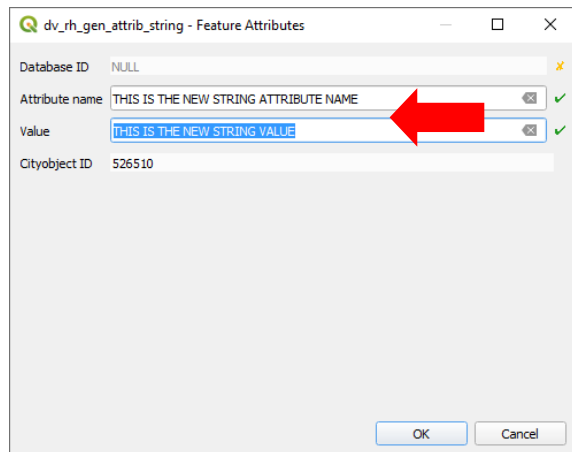 dv_rh_gen_attrib_string - Feature Attributes
Database ID NULL
Attribute name THIS IS THE NEW STRING ATTRIBUTE NAME
Value THIS IS THE NEW STRING VALUE
Cityobject ID 526510
OK Cancel